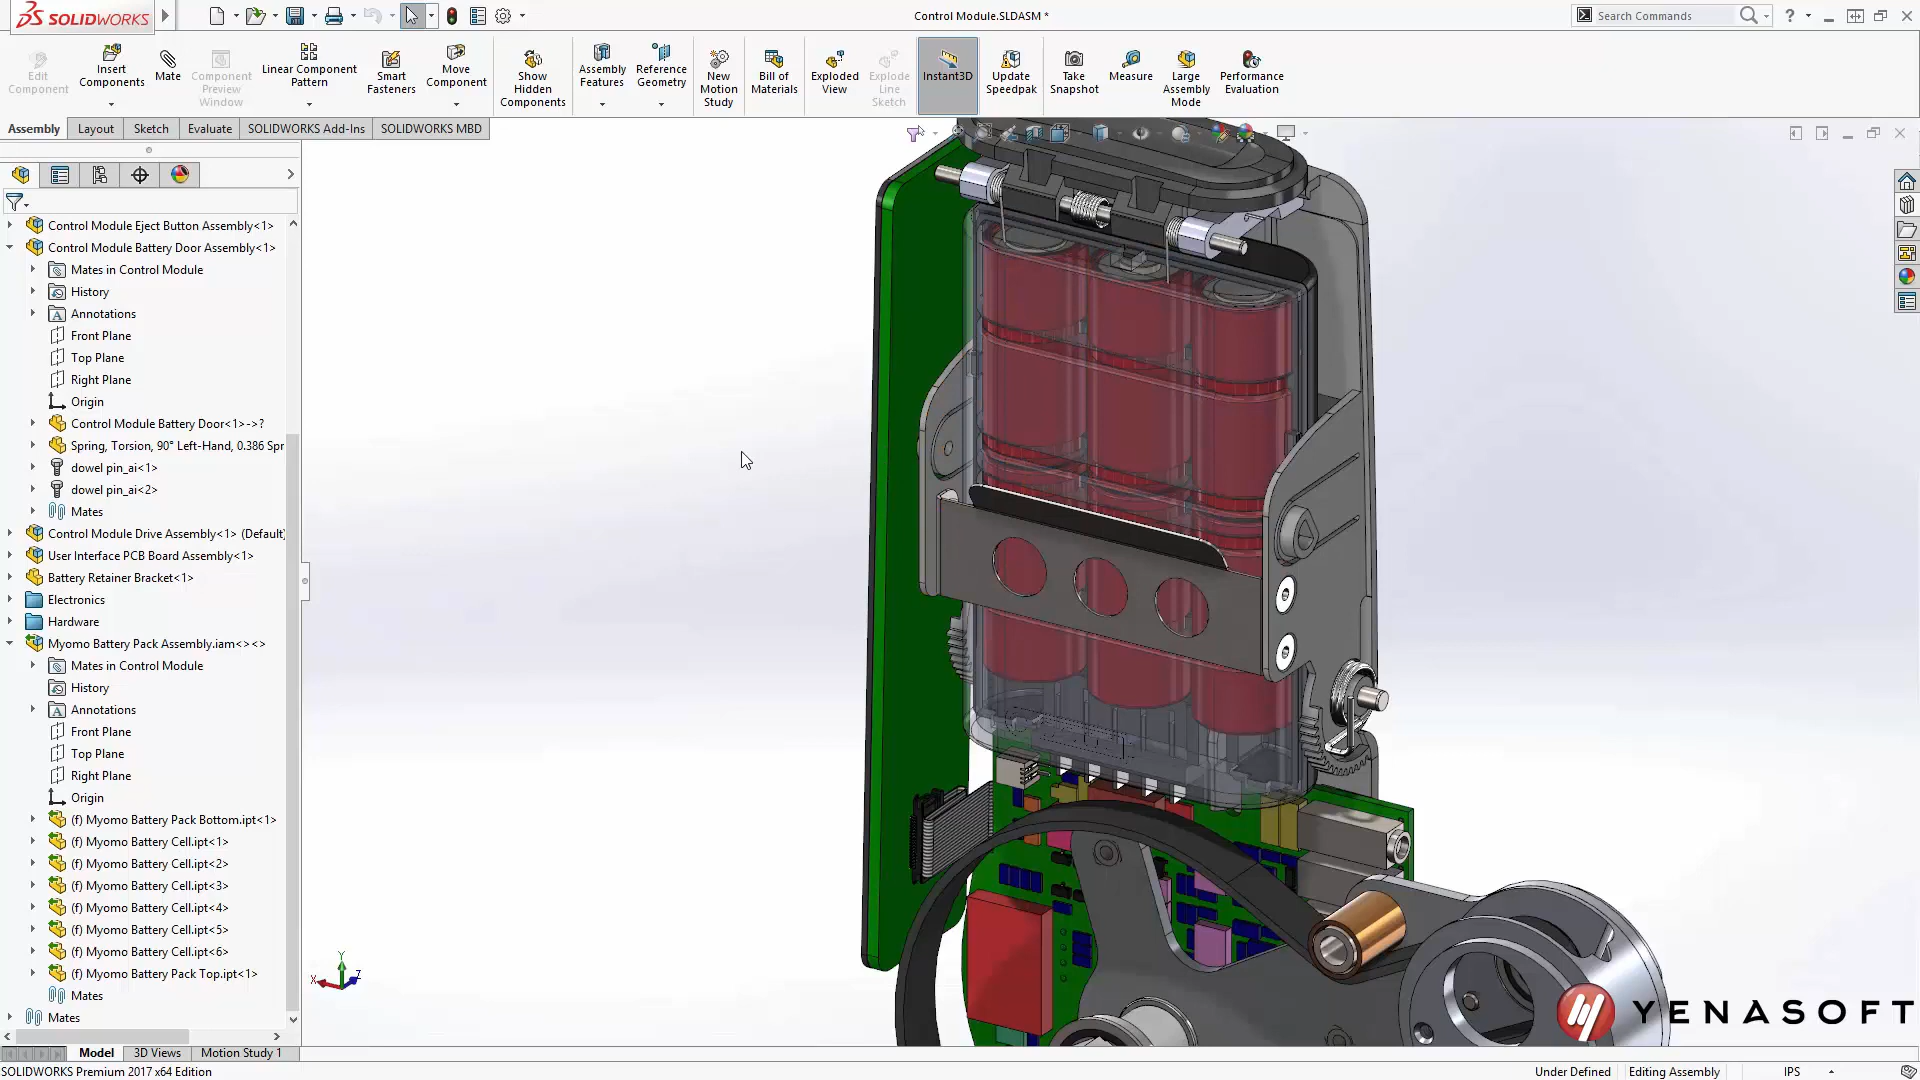 SOLIDWORKS
Control Module.SLDASM *
Search Commands
Edit Component
Insert Components
Mate
Component Preview Window
Linear Component Pattern
Smart Fasteners
Move Component
Show Hidden Components
Assembly Features
Reference Geometry
New Motion Study
Bill of Materials
Exploded View
Explode Line Sketch
Instant3D
Update Speedpak
Take Snapshot
Measure
Large Assembly Mode
Performance Evaluation
Assembly
Layout
Sketch
Evaluate
SOLIDWORKS Add-Ins
SOLIDWORKS MBD
Control Module Eject Button Assembly<1>
Control Module Battery Door Assembly<1>
Mates in Control Module
History
Annotations
Front Plane
Top Plane
Right Plane
Origin
Control Module Battery Door<1>->?
Spring, Torsion, 90° Left-Hand, 0.386 Spr
dowel pin_ai<1>
dowel pin_ai<2>
Mates
Control Module Drive Assembly<1> (Default)
User Interface PCB Board Assembly<1>
Battery Retainer Bracket<1>
Electronics
Hardware
Myomo Battery Pack Assembly.iam<><>
Mates in Control Module
History
Annotations
Front Plane
Top Plane
Right Plane
Origin
(f) Myomo Battery Pack Bottom.ipt<1>
(f) Myomo Battery Cell.ipt<1>
(f) Myomo Battery Cell.ipt<2>
(f) Myomo Battery Cell.ipt<3>
(f) Myomo Battery Cell.ipt<4>
(f) Myomo Battery Cell.ipt<5>
(f) Myomo Battery Cell.ipt<6>
(f) Myomo Battery Pack Top.ipt<1>
Mates
Mates
Y
X
Z
YENASOFT
Model
3D Views
Motion Study 1
SOLIDWORKS Premium 2017 x64 Edition
Under Defined
Editing Assembly
IPS